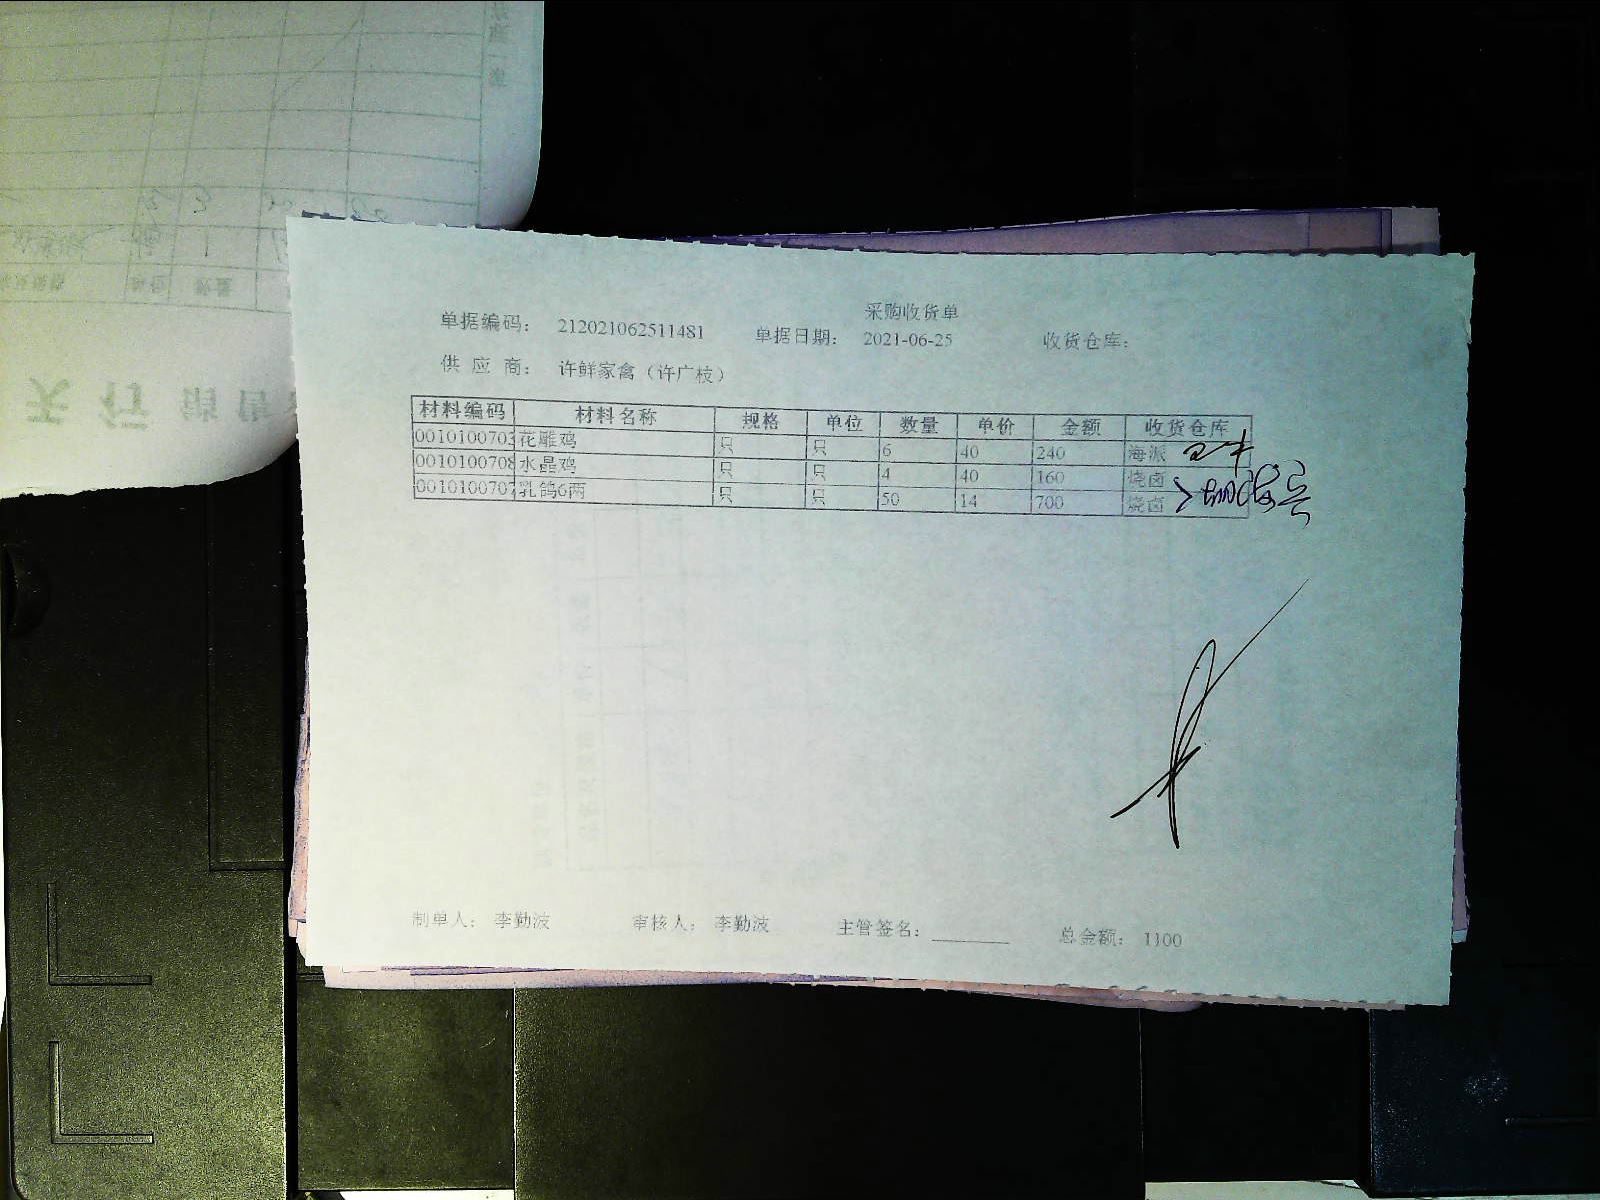 采购收货单
单据编码： 212021062511481 单据日期： 2021-06-25 收货仓库：
供 应 商： 许鲜家禽（许广枝）
材料编码 材料名称 规格 单位 数量 单价 金额 收货仓库
0010100703 花雕鸡 只 只 6 40 240 海派
0010100708 水晶鸡 只 只 4 40 160 烧卤
0010100707 乳鸽6两 只 只 50 14 700 烧卤
制单人： 李勤波 审核人： 李勤波 主管签名： 总金额： 1100